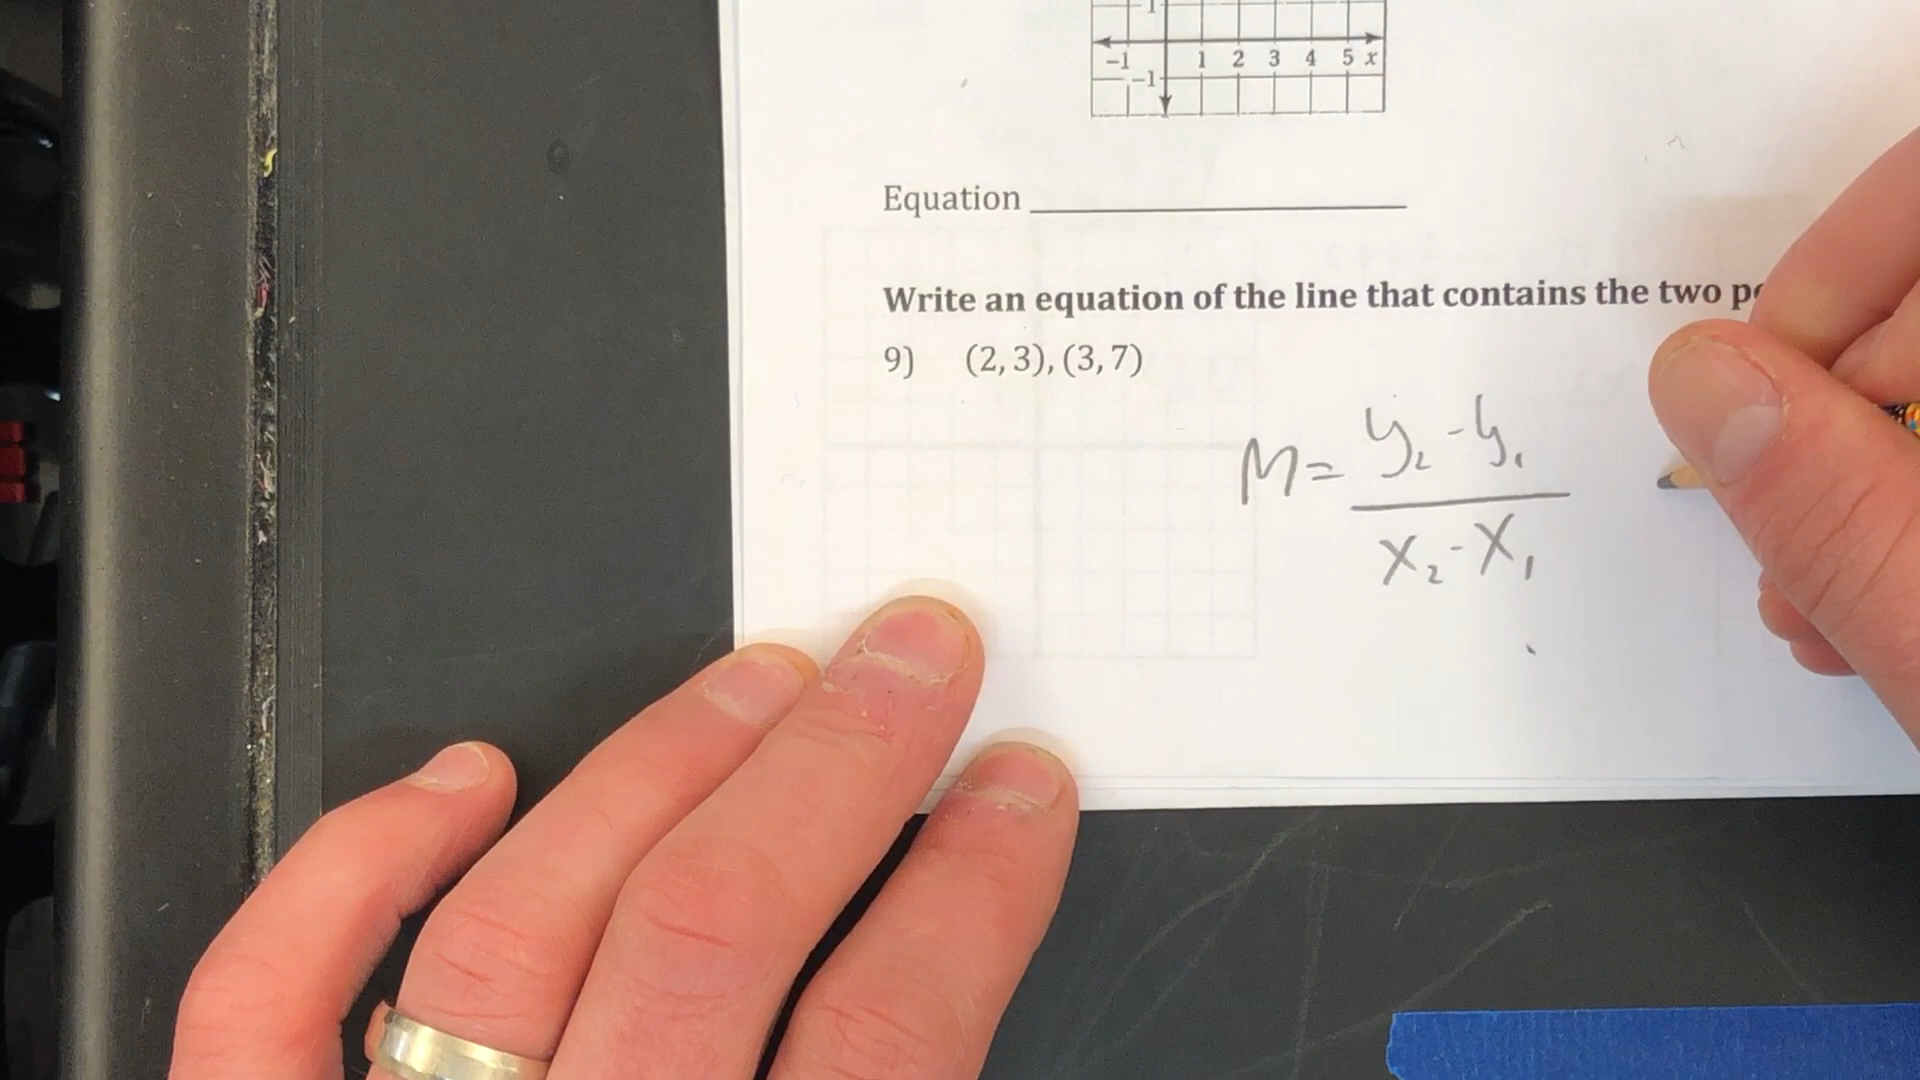 -1
-1 1 2 3 4 5 x
-1
Equation
Write an equation of the line that contains the two
9) (2, 3), (3, 7)
M = y₂ - y₁
x₂ - x₁